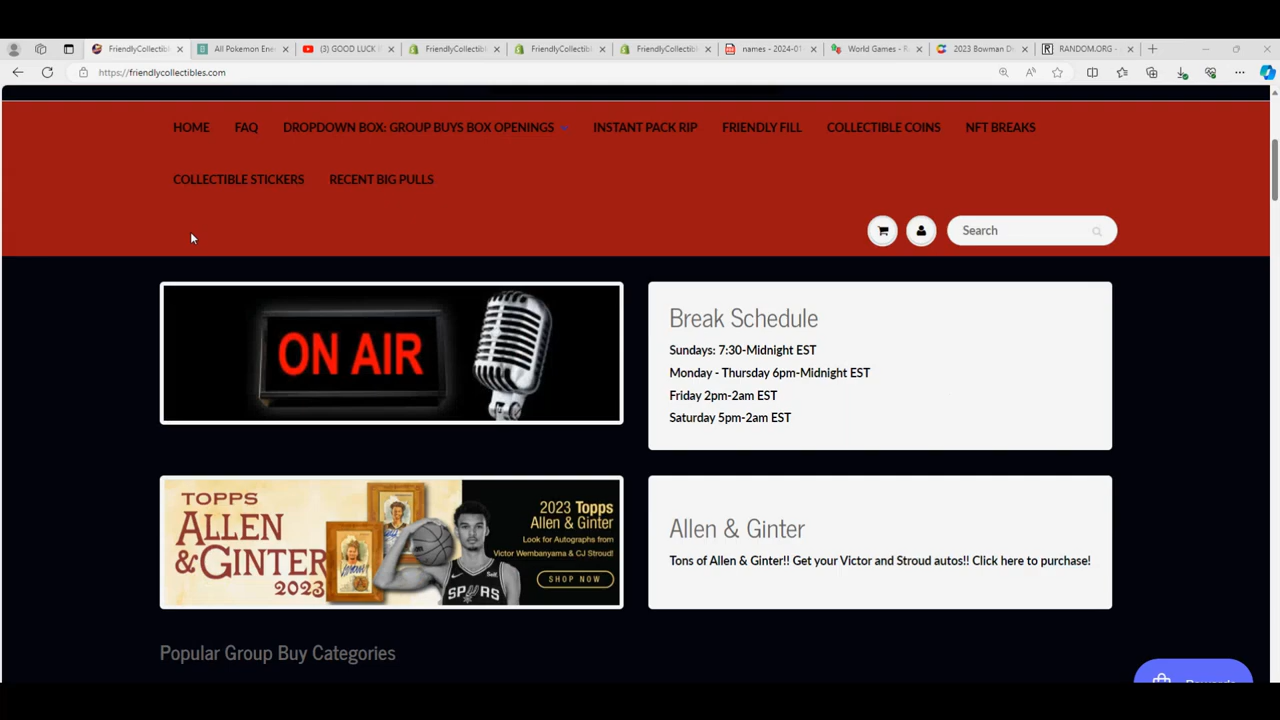 FriendlyCollectib
All Pokemon Ene
(3) GOOD LUCK
FriendlyCollectib
FriendlyCollectib
FriendlyCollectib
names - 2024-01
World Games - R
2023 Bowman D
RANDOM.ORG -
https://friendlycollectibles.com
HOME FAQ DROPDOWN BOX: GROUP BUYS BOX OPENINGS INSTANT PACK RIP FRIENDLY FILL COLLECTIBLE COINS NFT BREAKS
COLLECTIBLE STICKERS RECENT BIG PULLS
Search
ON AIR
Break Schedule
Sundays: 7:30-Midnight EST
Monday - Thursday 6pm-Midnight EST
Friday 2pm-2am EST
Saturday 5pm-2am EST
TOPPS
ALLEN
&GINTER
2023
2023 Topps
Allen & Ginter
Look for Autographs from
Victor Wembanyama & CJ Stroud!
SHOP NOW
SPURS
Allen & Ginter
Tons of Allen & Ginter!! Get your Victor and Stroud autos!! Click here to purchase!
Popular Group Buy Categories
Rewards